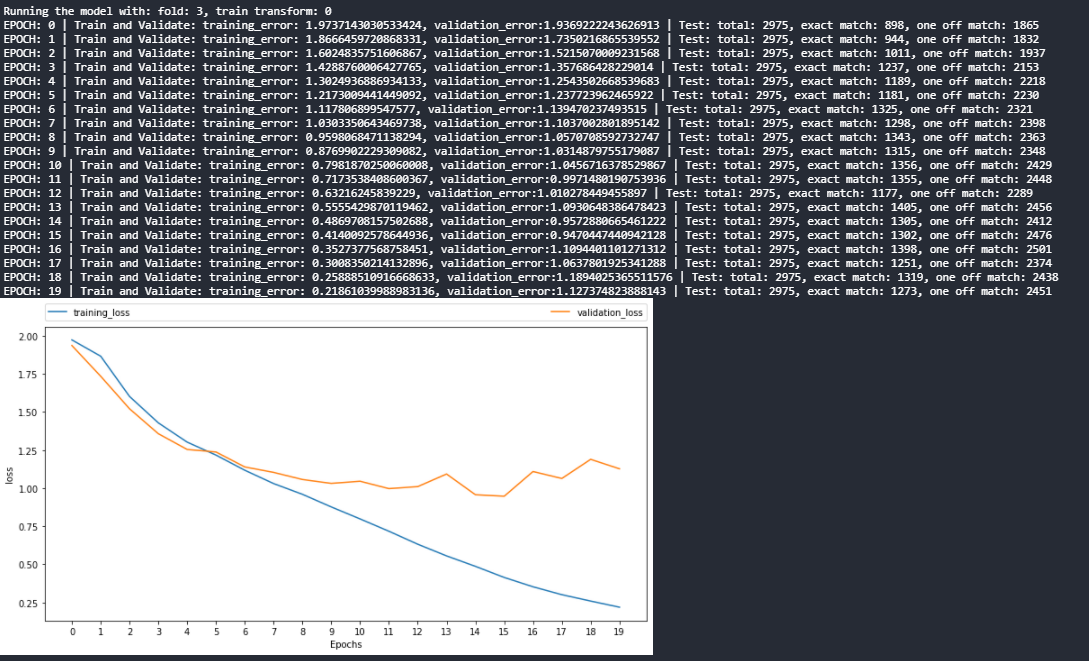 Running the model with: fold: 3, train transform: 0
EPOCH: 0 | Train and Validate: training_error: 1.9737143030533424, validation_error:1.9369222243626913 | Test: total: 2975, exact match: 898, one off match: 1865
EPOCH: 1 | Train and Validate: training_error: 1.8666459720868331, validation_error:1.7350216865539552 | Test: total: 2975, exact match: 944, one off match: 1832
EPOCH: 2 | Train and Validate: training_error: 1.6024835751606867, validation_error:1.5215070009231568 | Test: total: 2975, exact match: 1011, one off match: 1937
EPOCH: 3 | Train and Validate: training_error: 1.4288760006427765, validation_error:1.357686428229014 | Test: total: 2975, exact match: 1237, one off match: 2153
EPOCH: 4 | Train and Validate: training_error: 1.3024936886934133, validation_error:1.2543502668539683 | Test: total: 2975, exact match: 1189, one off match: 2218
EPOCH: 5 | Train and Validate: training_error: 1.2173009441449092, validation_error:1.237723962465922 | Test: total: 2975, exact match: 1181, one off match: 2230
EPOCH: 6 | Train and Validate: training_error: 1.117806899547577, validation_error:1.139470237493515 | Test: total: 2975, exact match: 1325, one off match: 2321
EPOCH: 7 | Train and Validate: training_error: 1.0303350643469738, validation_error:1.1037002801895142 | Test: total: 2975, exact match: 1298, one off match: 2398
EPOCH: 8 | Train and Validate: training_error: 0.9598068471138294, validation_error:1.0570708592732747 | Test: total: 2975, exact match: 1343, one off match: 2363
EPOCH: 9 | Train and Validate: training_error: 0.8769902229309082, validation_error:1.0314879755179087 | Test: total: 2975, exact match: 1315, one off match: 2348
EPOCH: 10 | Train and Validate: training_error: 0.7981870250060008, validation_error:1.0456716378529867 | Test: total: 2975, exact match: 1356, one off match: 2429
EPOCH: 11 | Train and Validate: training_error: 0.7173538408600367, validation_error:0.9971480190753936 | Test: total: 2975, exact match: 1355, one off match: 2448
EPOCH: 12 | Train and Validate: training_error: 0.63216245839229, validation_error:1.010278449455897 | Test: total: 2975, exact match: 1177, one off match: 2289
EPOCH: 13 | Train and Validate: training_error: 0.5555429870119462, validation_error:1.0930648386478423 | Test: total: 2975, exact match: 1405, one off match: 2456
EPOCH: 14 | Train and Validate: training_error: 0.4869708157502688, validation_error:0.9572880665461222 | Test: total: 2975, exact match: 1305, one off match: 2412
EPOCH: 15 | Train and Validate: training_error: 0.4140092578644936, validation_error:0.9470447440942128 | Test: total: 2975, exact match: 1302, one off match: 2476
EPOCH: 16 | Train and Validate: training_error: 0.3527377568758451, validation_error:1.1094401101271312 | Test: total: 2975, exact match: 1398, one off match: 2501
EPOCH: 17 | Train and Validate: training_error: 0.3008350214132896, validation_error:1.0637801925341288 | Test: total: 2975, exact match: 1251, one off match: 2374
EPOCH: 18 | Train and Validate: training_error: 0.25888510916668633, validation_error:1.1894025365511576 | Test: total: 2975, exact match: 1319, one off match: 2438
EPOCH: 19 | Train and Validate: training_error: 0.21861039988983136, validation_error:1.127374823888143 | Test: total: 2975, exact match: 1273, one off match: 2451
training_loss validation_loss
2.00
1.75
1.50
1.25
1.00
0.75
0.50
0.25
loss
0 1 2 3 4 5 6 7 8 9 10 11 12 13 14 15 16 17 18 19
Epochs